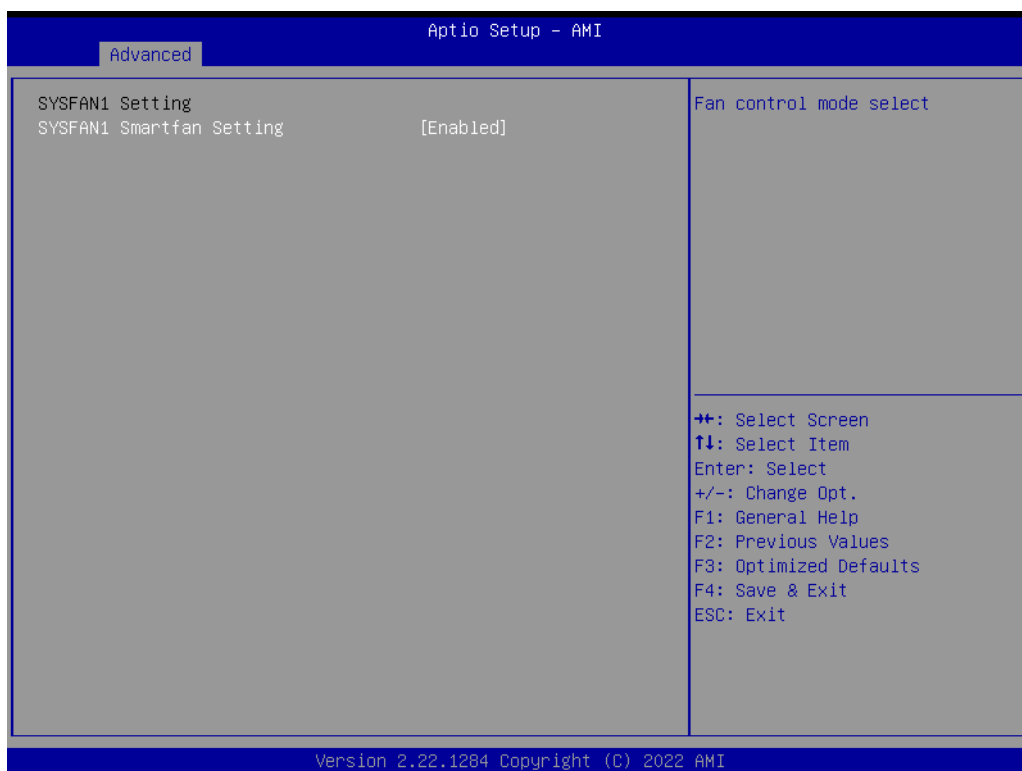 Aptio Setup – AMI
Advanced
SYSFAN1 Setting
SYSFAN1 Smartfan Setting [Enabled]
Fan control mode select
→←: Select Screen
↑↓: Select Item
Enter: Select
+/-: Change Opt.
F1: General Help
F2: Previous Values
F3: Optimized Defaults
F4: Save & Exit
ESC: Exit
Version 2.22.1284 Copyright (C) 2022 AMI